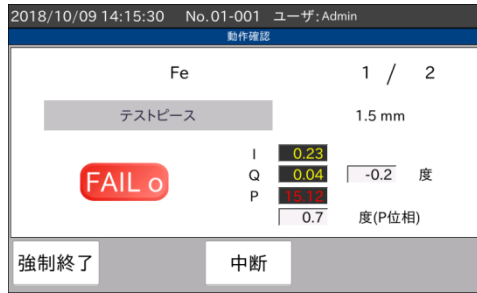 2018/10/09 14:15:30 No.01-001 ユーザ:Admin
動作確認
Fe 1 / 2
テストピース 1.5 mm
FAIL o
I 0.23
Q 0.04 -0.2 度
P 15.12
0.7 度(P位相)
強制終了 中断